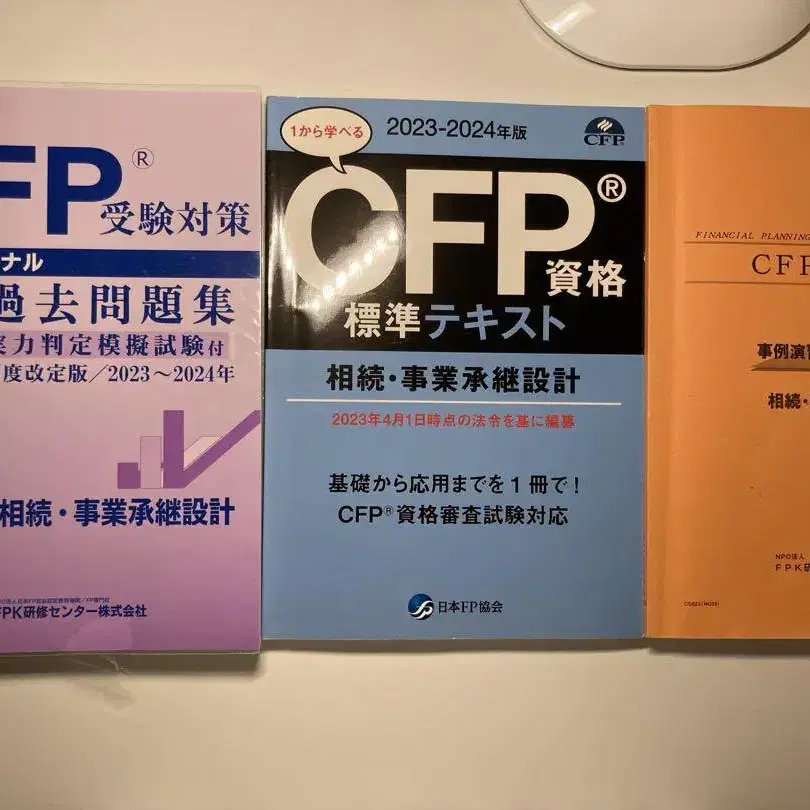 FP®
受験対策
ナル
過去問題集
実力判定模擬試験付
度改定版／2023～2024年
相続・事業承継設計
FPK研修センター株式会社
1から学べる
2023-2024年版
CFP
CFP®
資格
標準テキスト
相続・事業承継設計
2023年4月1日時点の法令を基に編纂
基礎から応用までを1冊で！
CFP®資格審査試験対応
日本FP協会
FINANCIAL PLANNING
CFP
事例演習
相続・
NPO法人
FPK研